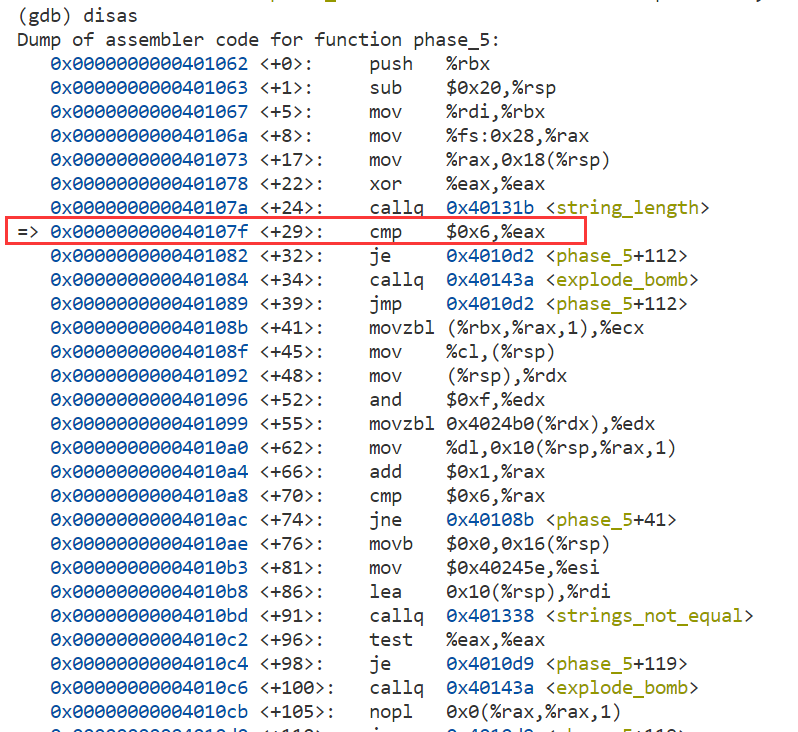 (gdb) disas
Dump of assembler code for function phase_5:
   0x0000000000401062 <+0>:     push   %rbx
   0x0000000000401063 <+1>:     sub    $0x20,%rsp
   0x0000000000401067 <+5>:     mov    %rdi,%rbx
   0x000000000040106a <+8>:     mov    %fs:0x28,%rax
   0x0000000000401073 <+17>:    mov    %rax,0x18(%rsp)
   0x0000000000401078 <+22>:    xor    %eax,%eax
   0x000000000040107a <+24>:    callq  0x40131b <string_length>
=> 0x000000000040107f <+29>:    cmp    $0x6,%eax
   0x0000000000401082 <+32>:    je     0x4010d2 <phase_5+112>
   0x0000000000401084 <+34>:    callq  0x40143a <explode_bomb>
   0x0000000000401089 <+39>:    jmp    0x4010d2 <phase_5+112>
   0x000000000040108b <+41>:    movzbl (%rbx,%rax,1),%ecx
   0x000000000040108f <+45>:    mov    %cl,(%rsp)
   0x0000000000401092 <+48>:    mov    (%rsp),%rdx
   0x0000000000401096 <+52>:    and    $0xf,%edx
   0x0000000000401099 <+55>:    movzbl 0x4024b0(%rdx),%edx
   0x00000000004010a0 <+62>:    mov    %dl,0x10(%rsp,%rax,1)
   0x00000000004010a4 <+66>:    add    $0x1,%rax
   0x00000000004010a8 <+70>:    cmp    $0x6,%rax
   0x00000000004010ac <+74>:    jne    0x40108b <phase_5+41>
   0x00000000004010ae <+76>:    movb   $0x0,0x16(%rsp)
   0x00000000004010b3 <+81>:    mov    $0x40245e,%esi
   0x00000000004010b8 <+86>:    lea    0x10(%rsp),%rdi
   0x00000000004010bd <+91>:    callq  0x401338 <strings_not_equal>
   0x00000000004010c2 <+96>:    test   %eax,%eax
   0x00000000004010c4 <+98>:    je     0x4010d9 <phase_5+119>
   0x00000000004010c6 <+100>:   callq  0x40143a <explode_bomb>
   0x00000000004010cb <+105>:   nopl   0x0(%rax,%rax,1)